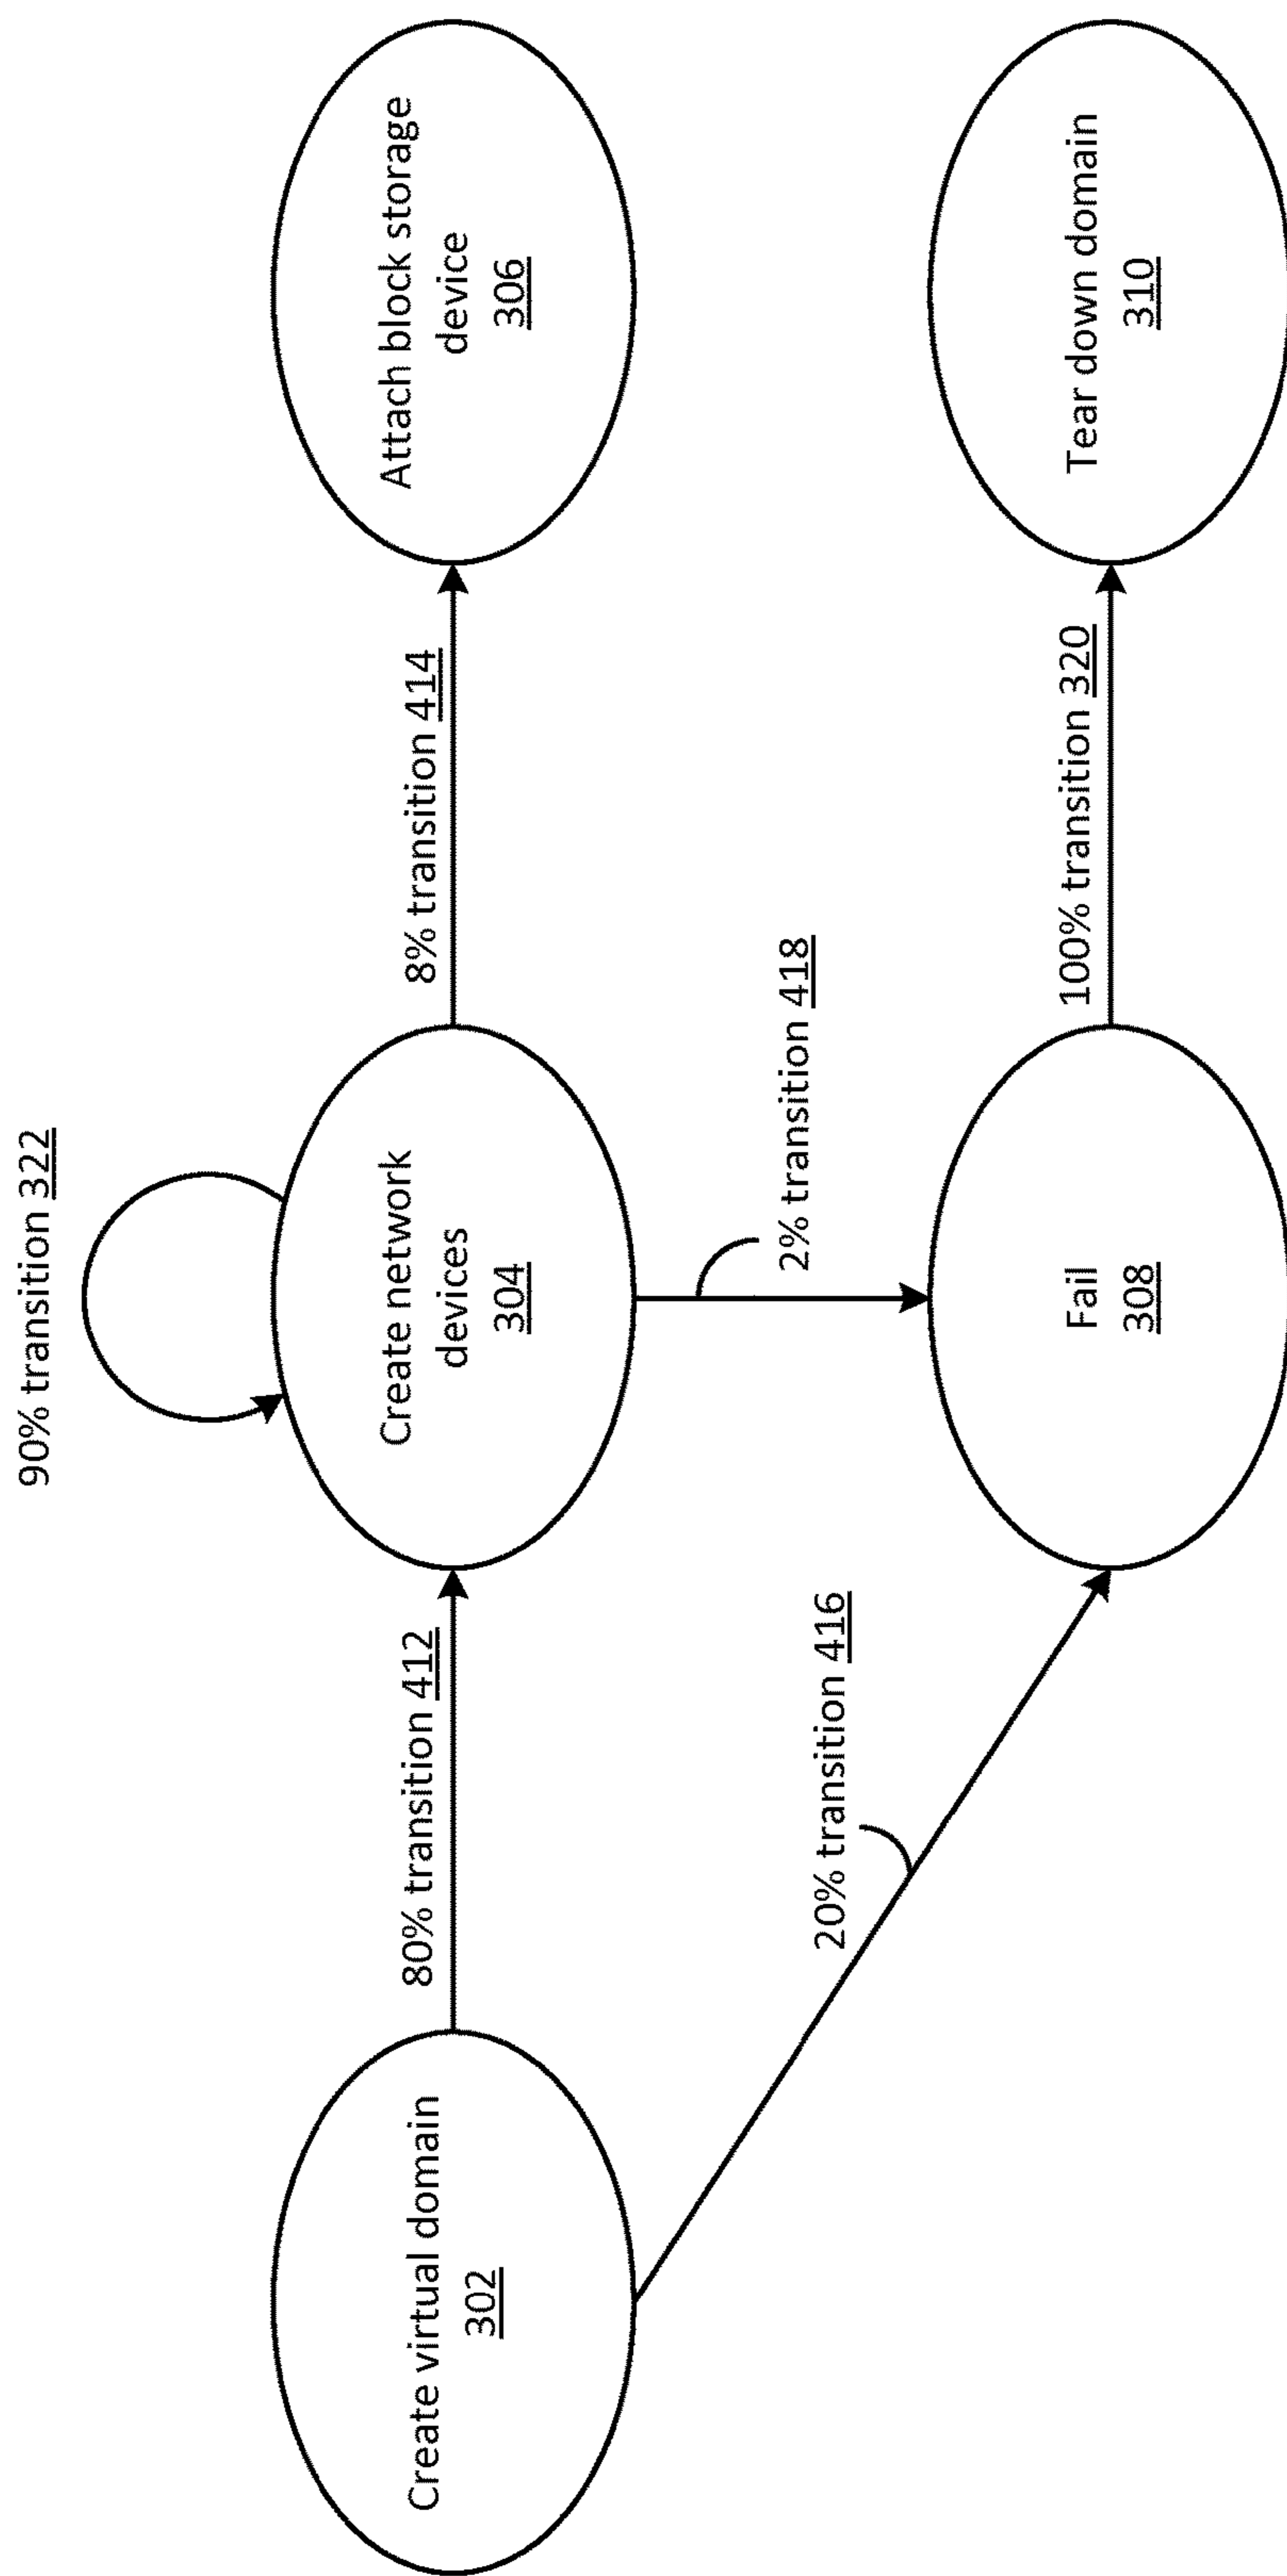 90% transition 322
Create virtual domain
302
80% transition 412
Create network
devices
304
8% transition 414
Attach block storage
device
306
20% transition 416
2% transition 418
Fail
308
100% transition 320
Tear down domain
310